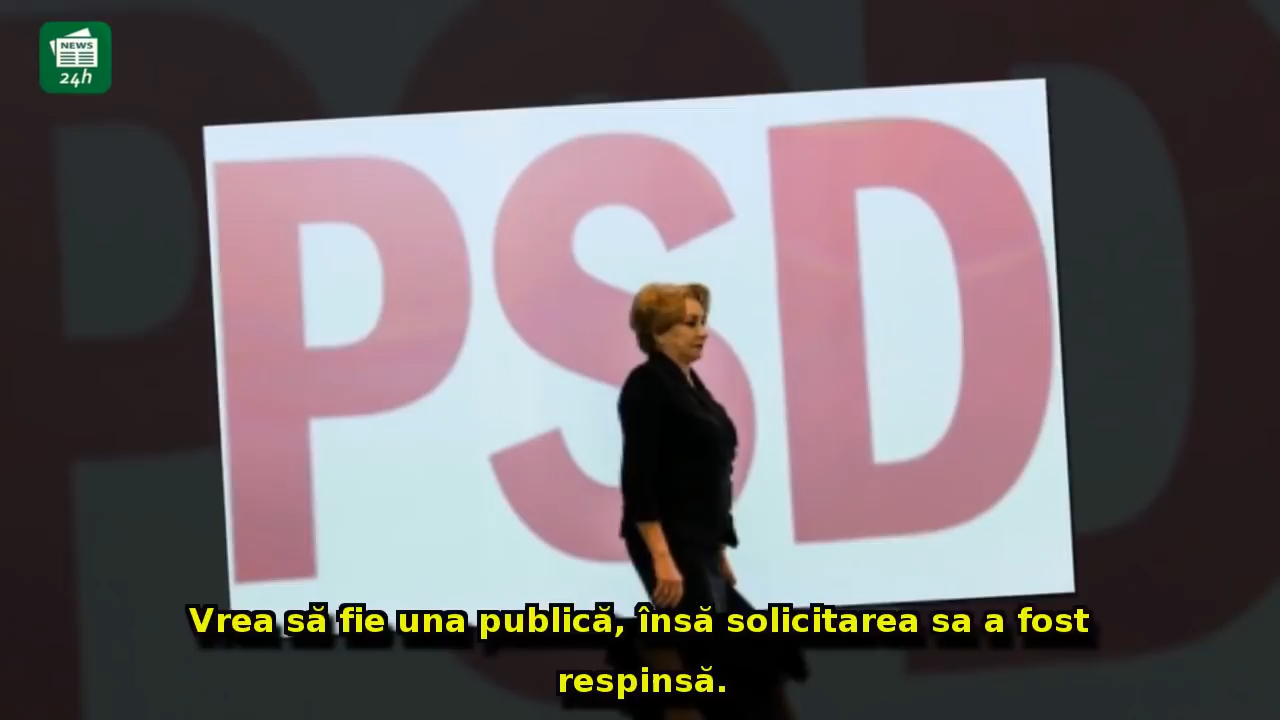 NEWS
24h
PSD
Vrea să fie una publică, însă solicitarea sa a fost
respinsă.